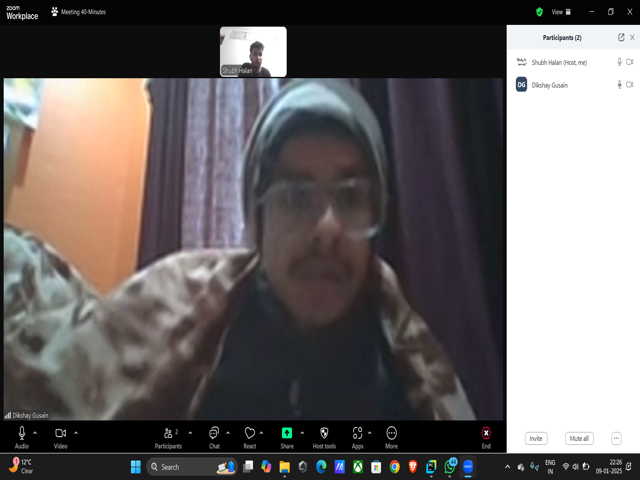 zoom
Workplace
Meeting 40-Minutes
View
Shubh Halan
Participants (2)
Shubh Halan (Host, me)
DG
Dikshay Gusain
Dikshay Gusain
Audio
Video
Participants
2
Chat
React
Share
Host tools
Apps
More
End
Invite
Mute all
12°C
Clear
Search
ENG
IN
22:26
09-01-2025